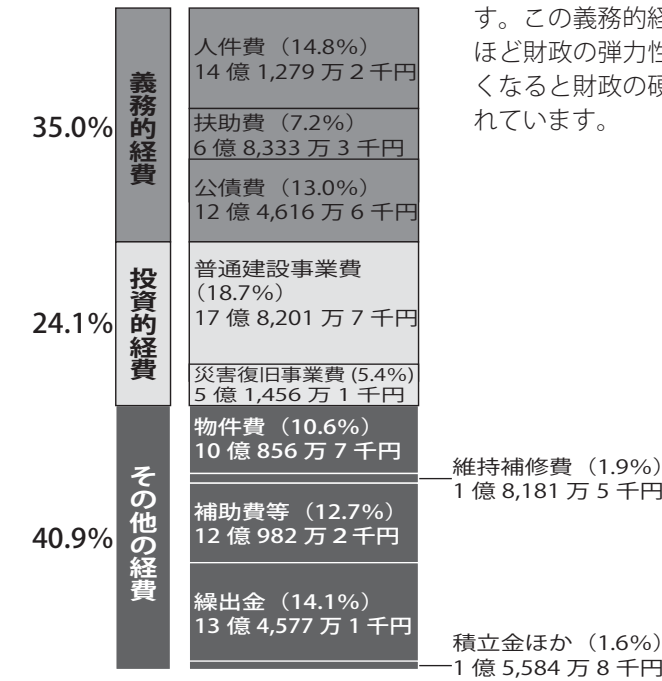 す。この義務的経
ほど財政の弾力性
くなると財政の硬
れています。
35.0%
義務的経費
人件費（14.8%）
14 億 1,279 万 2 千円
扶助費（7.2%）
6 億 8,333 万 3 千円
公債費（13.0%）
12 億 4,616 万 6 千円
24.1%
投資的経費
普通建設事業費
（18.7%）
17 億 8,201 万 7 千円
災害復旧事業費 (5.4%)
5 億 1,456 万 1 千円
40.9%
その他の経費
物件費（10.6%）
10 億 856 万 7 千円
維持補修費（1.9%）
1 億 8,181 万 5 千円
補助費等（12.7%）
12 億 982 万 2 千円
繰出金（14.1%）
13 億 4,577 万 1 千円
積立金ほか（1.6%）
1 億 5,584 万 8 千円